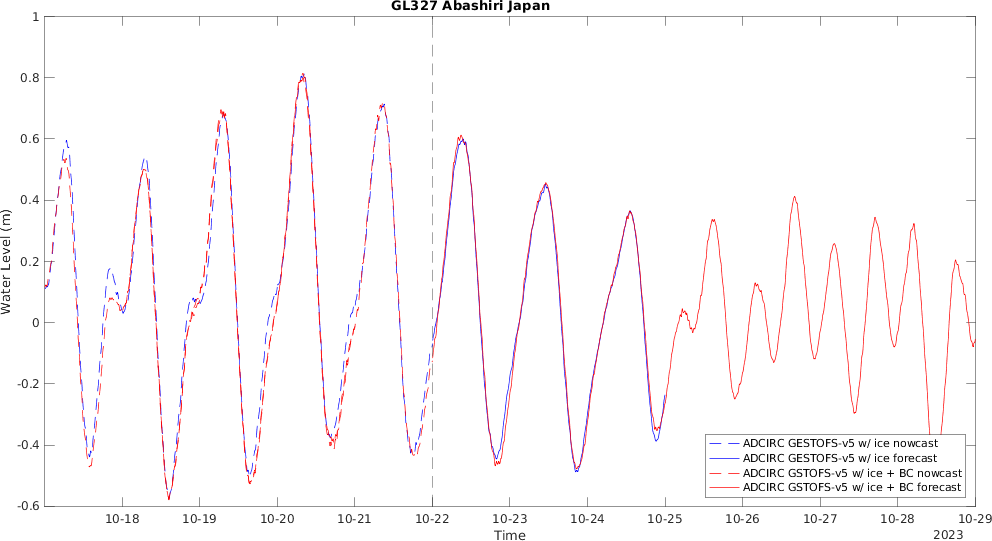 GL327 Abashiri Japan
1
0.8
0.6
0.4
0.2
0
-0.2
-0.4
-0.6
Water Level (m)
ADCIRC GESTOFS-v5 w/ ice nowcast
ADCIRC GESTOFS-v5 w/ ice forecast
ADCIRC GSTOFS-v5 w/ ice + BC nowcast
ADCIRC GSTOFS-v5 w/ ice + BC forecast
10-18 10-19 10-20 10-21 10-22 10-23 10-24 10-25 10-26 10-27 10-28 10-29
Time
2023